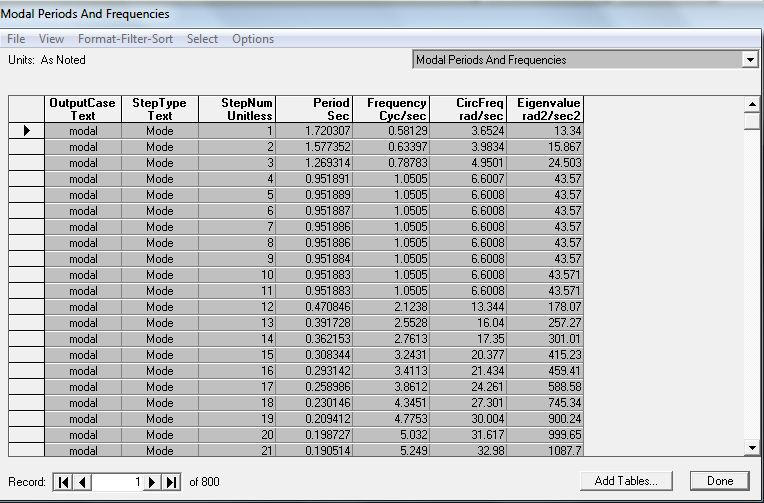 Modal Periods And Frequencies
File View Format-Filter-Sort Select Options
Units: As Noted Modal Periods And Frequencies
OutputCase StepType StepNum Period Frequency CircFreq Eigenvalue
Text Text Unitless Sec Cyc/sec rad/sec rad2/sec2
modal Mode 1 1.720307 0.58129 3.6524 13.34
modal Mode 2 1.577352 0.63397 3.9834 15.867
modal Mode 3 1.269314 0.78783 4.9501 24.503
modal Mode 4 0.951891 1.0505 6.6007 43.57
modal Mode 5 0.951889 1.0505 6.6008 43.57
modal Mode 6 0.951887 1.0505 6.6008 43.57
modal Mode 7 0.951886 1.0505 6.6008 43.57
modal Mode 8 0.951886 1.0505 6.6008 43.57
modal Mode 9 0.951884 1.0505 6.6008 43.57
modal Mode 10 0.951883 1.0505 6.6008 43.571
modal Mode 11 0.951883 1.0505 6.6008 43.571
modal Mode 12 0.470846 2.1238 13.344 178.07
modal Mode 13 0.391728 2.5528 16.04 257.27
modal Mode 14 0.362153 2.7613 17.35 301.01
modal Mode 15 0.308344 3.2431 20.377 415.23
modal Mode 16 0.293142 3.4113 21.434 459.41
modal Mode 17 0.258986 3.8612 24.261 588.58
modal Mode 18 0.230146 4.3451 27.301 745.34
modal Mode 19 0.209412 4.7753 30.004 900.24
modal Mode 20 0.198727 5.032 31.617 999.65
modal Mode 21 0.190514 5.249 32.98 1087.7
Record: 1 of 800 Add Tables... Done